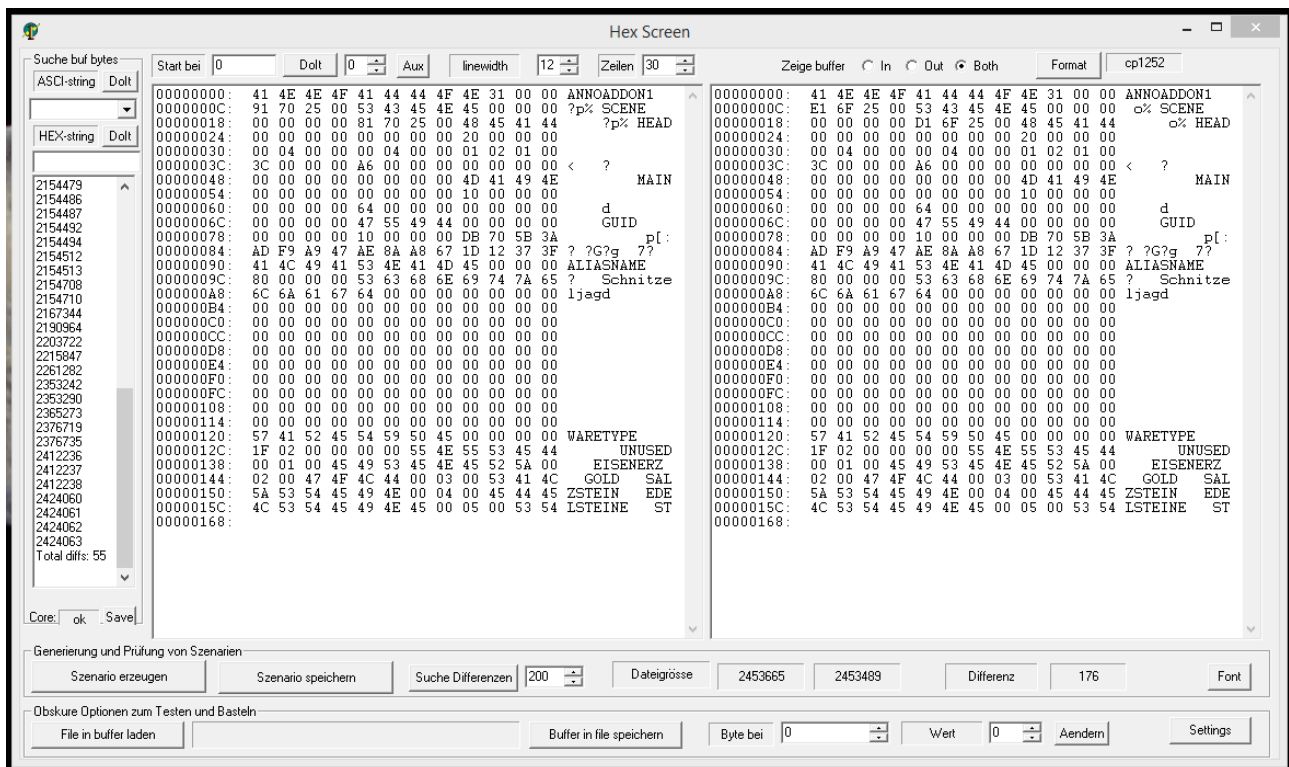 Hex Screen
Suche buf bytes
ASCI-string DoIt
HEX-string DoIt
2154479
2154486
2154487
2154492
2154494
2154512
2154513
2154708
2154710
2167344
2190964
2203722
2215847
2261282
2353242
2353290
2365273
2376719
2376735
2412236
2412237
2412238
2424060
2424061
2424062
2424063
Total diffs: 55
Core: ok Save
Start bei 0 DoIt 0 Aux linewidth 12 Zeilen 30 Zeige buffer In Out Both Format cp1252
00000000: 41 4E 4E 4F 41 44 44 4F 4E 31 00 00 ANNOADDON1
0000000C: 91 70 25 00 53 43 45 4E 45 00 00 00 ?p% SCENE
00000018: 00 00 00 00 81 70 25 00 48 45 41 44 ?p% HEAD
00000024: 00 00 00 00 00 00 00 00 20 00 00 00
00000030: 00 04 00 00 00 04 00 00 01 02 01 00
0000003C: 3C 00 00 00 A6 00 00 00 00 00 00 00 < ?
00000048: 00 00 00 00 00 00 00 00 4D 41 49 4E MAIN
00000054: 00 00 00 00 00 00 00 00 10 00 00 00
00000060: 00 00 00 00 64 00 00 00 00 00 00 00 d
0000006C: 00 00 00 00 47 55 49 44 00 00 00 00 GUID
00000078: 00 00 00 00 10 00 00 00 DB 70 5B 3A p[:
00000084: AD F9 A9 47 AE 8A A8 67 1D 12 37 3F ? ?G?g 7?
00000090: 41 4C 49 41 53 4E 41 4D 45 00 00 00 ALIASNAME
0000009C: 80 00 00 00 53 63 68 6E 69 74 7A 65 ? Schnitze
000000A8: 6C 6A 61 67 64 00 00 00 00 00 00 00 ljagd
000000B4: 00 00 00 00 00 00 00 00 00 00 00 00
000000C0: 00 00 00 00 00 00 00 00 00 00 00 00
000000CC: 00 00 00 00 00 00 00 00 00 00 00 00
000000D8: 00 00 00 00 00 00 00 00 00 00 00 00
000000E4: 00 00 00 00 00 00 00 00 00 00 00 00
000000F0: 00 00 00 00 00 00 00 00 00 00 00 00
000000FC: 00 00 00 00 00 00 00 00 00 00 00 00
00000108: 00 00 00 00 00 00 00 00 00 00 00 00
00000114: 00 00 00 00 00 00 00 00 00 00 00 00
00000120: 57 41 52 45 54 59 50 45 00 00 00 00 WARETYPE
0000012C: 1F 02 00 00 00 00 55 4E 55 53 45 44 UNUSED
00000138: 00 01 00 45 49 53 45 4E 45 52 5A 00 EISENERZ
00000144: 02 00 47 4F 4C 44 00 03 00 53 41 4C GOLD SAL
00000150: 5A 53 54 45 49 4E 00 04 00 45 44 45 ZSTEIN EDE
0000015C: 4C 53 54 45 49 4E 45 00 05 00 53 54 LSTEINE ST
00000168:
00000000: 41 4E 4E 4F 41 44 44 4F 4E 31 00 00 ANNOADDON1
0000000C: E1 6F 25 00 53 43 45 4E 45 00 00 00 o% SCENE
00000018: 00 00 00 00 D1 6F 25 00 48 45 41 44 o% HEAD
00000024: 00 00 00 00 00 00 00 00 20 00 00 00
00000030: 00 04 00 00 00 04 00 00 01 02 01 00
0000003C: 3C 00 00 00 A6 00 00 00 00 00 00 00 < ?
00000048: 00 00 00 00 00 00 00 00 4D 41 49 4E MAIN
00000054: 00 00 00 00 00 00 00 00 10 00 00 00
00000060: 00 00 00 00 64 00 00 00 00 00 00 00 d
0000006C: 00 00 00 00 47 55 49 44 00 00 00 00 GUID
00000078: 00 00 00 00 10 00 00 00 DB 70 5B 3A p[:
00000084: AD F9 A9 47 AE 8A A8 67 1D 12 37 3F ? ?G?g 7?
00000090: 41 4C 49 41 53 4E 41 4D 45 00 00 00 ALIASNAME
0000009C: 80 00 00 00 53 63 68 6E 69 74 7A 65 ? Schnitze
000000A8: 6C 6A 61 67 64 00 00 00 00 00 00 00 ljagd
000000B4: 00 00 00 00 00 00 00 00 00 00 00 00
000000C0: 00 00 00 00 00 00 00 00 00 00 00 00
000000CC: 00 00 00 00 00 00 00 00 00 00 00 00
000000D8: 00 00 00 00 00 00 00 00 00 00 00 00
000000E4: 00 00 00 00 00 00 00 00 00 00 00 00
000000F0: 00 00 00 00 00 00 00 00 00 00 00 00
000000FC: 00 00 00 00 00 00 00 00 00 00 00 00
00000108: 00 00 00 00 00 00 00 00 00 00 00 00
00000114: 00 00 00 00 00 00 00 00 00 00 00 00
00000120: 57 41 52 45 54 59 50 45 00 00 00 00 WARETYPE
0000012C: 1F 02 00 00 00 00 55 4E 55 53 45 44 UNUSED
00000138: 00 01 00 45 49 53 45 4E 45 52 5A 00 EISENERZ
00000144: 02 00 47 4F 4C 44 00 03 00 53 41 4C GOLD SAL
00000150: 5A 53 54 45 49 4E 00 04 00 45 44 45 ZSTEIN EDE
0000015C: 4C 53 54 45 49 4E 45 00 05 00 53 54 LSTEINE ST
00000168:
Generierung und Prüfung von Szenarien
Szenario erzeugen Szenario speichern Suche Differenzen 200 Dateigrösse 2453665 2453489 Differenz 176 Font
Obskure Optionen zum Testen und Basteln
File in buffer laden Buffer in file speichern Byte bei 0 Wert 0 Aendern Settings